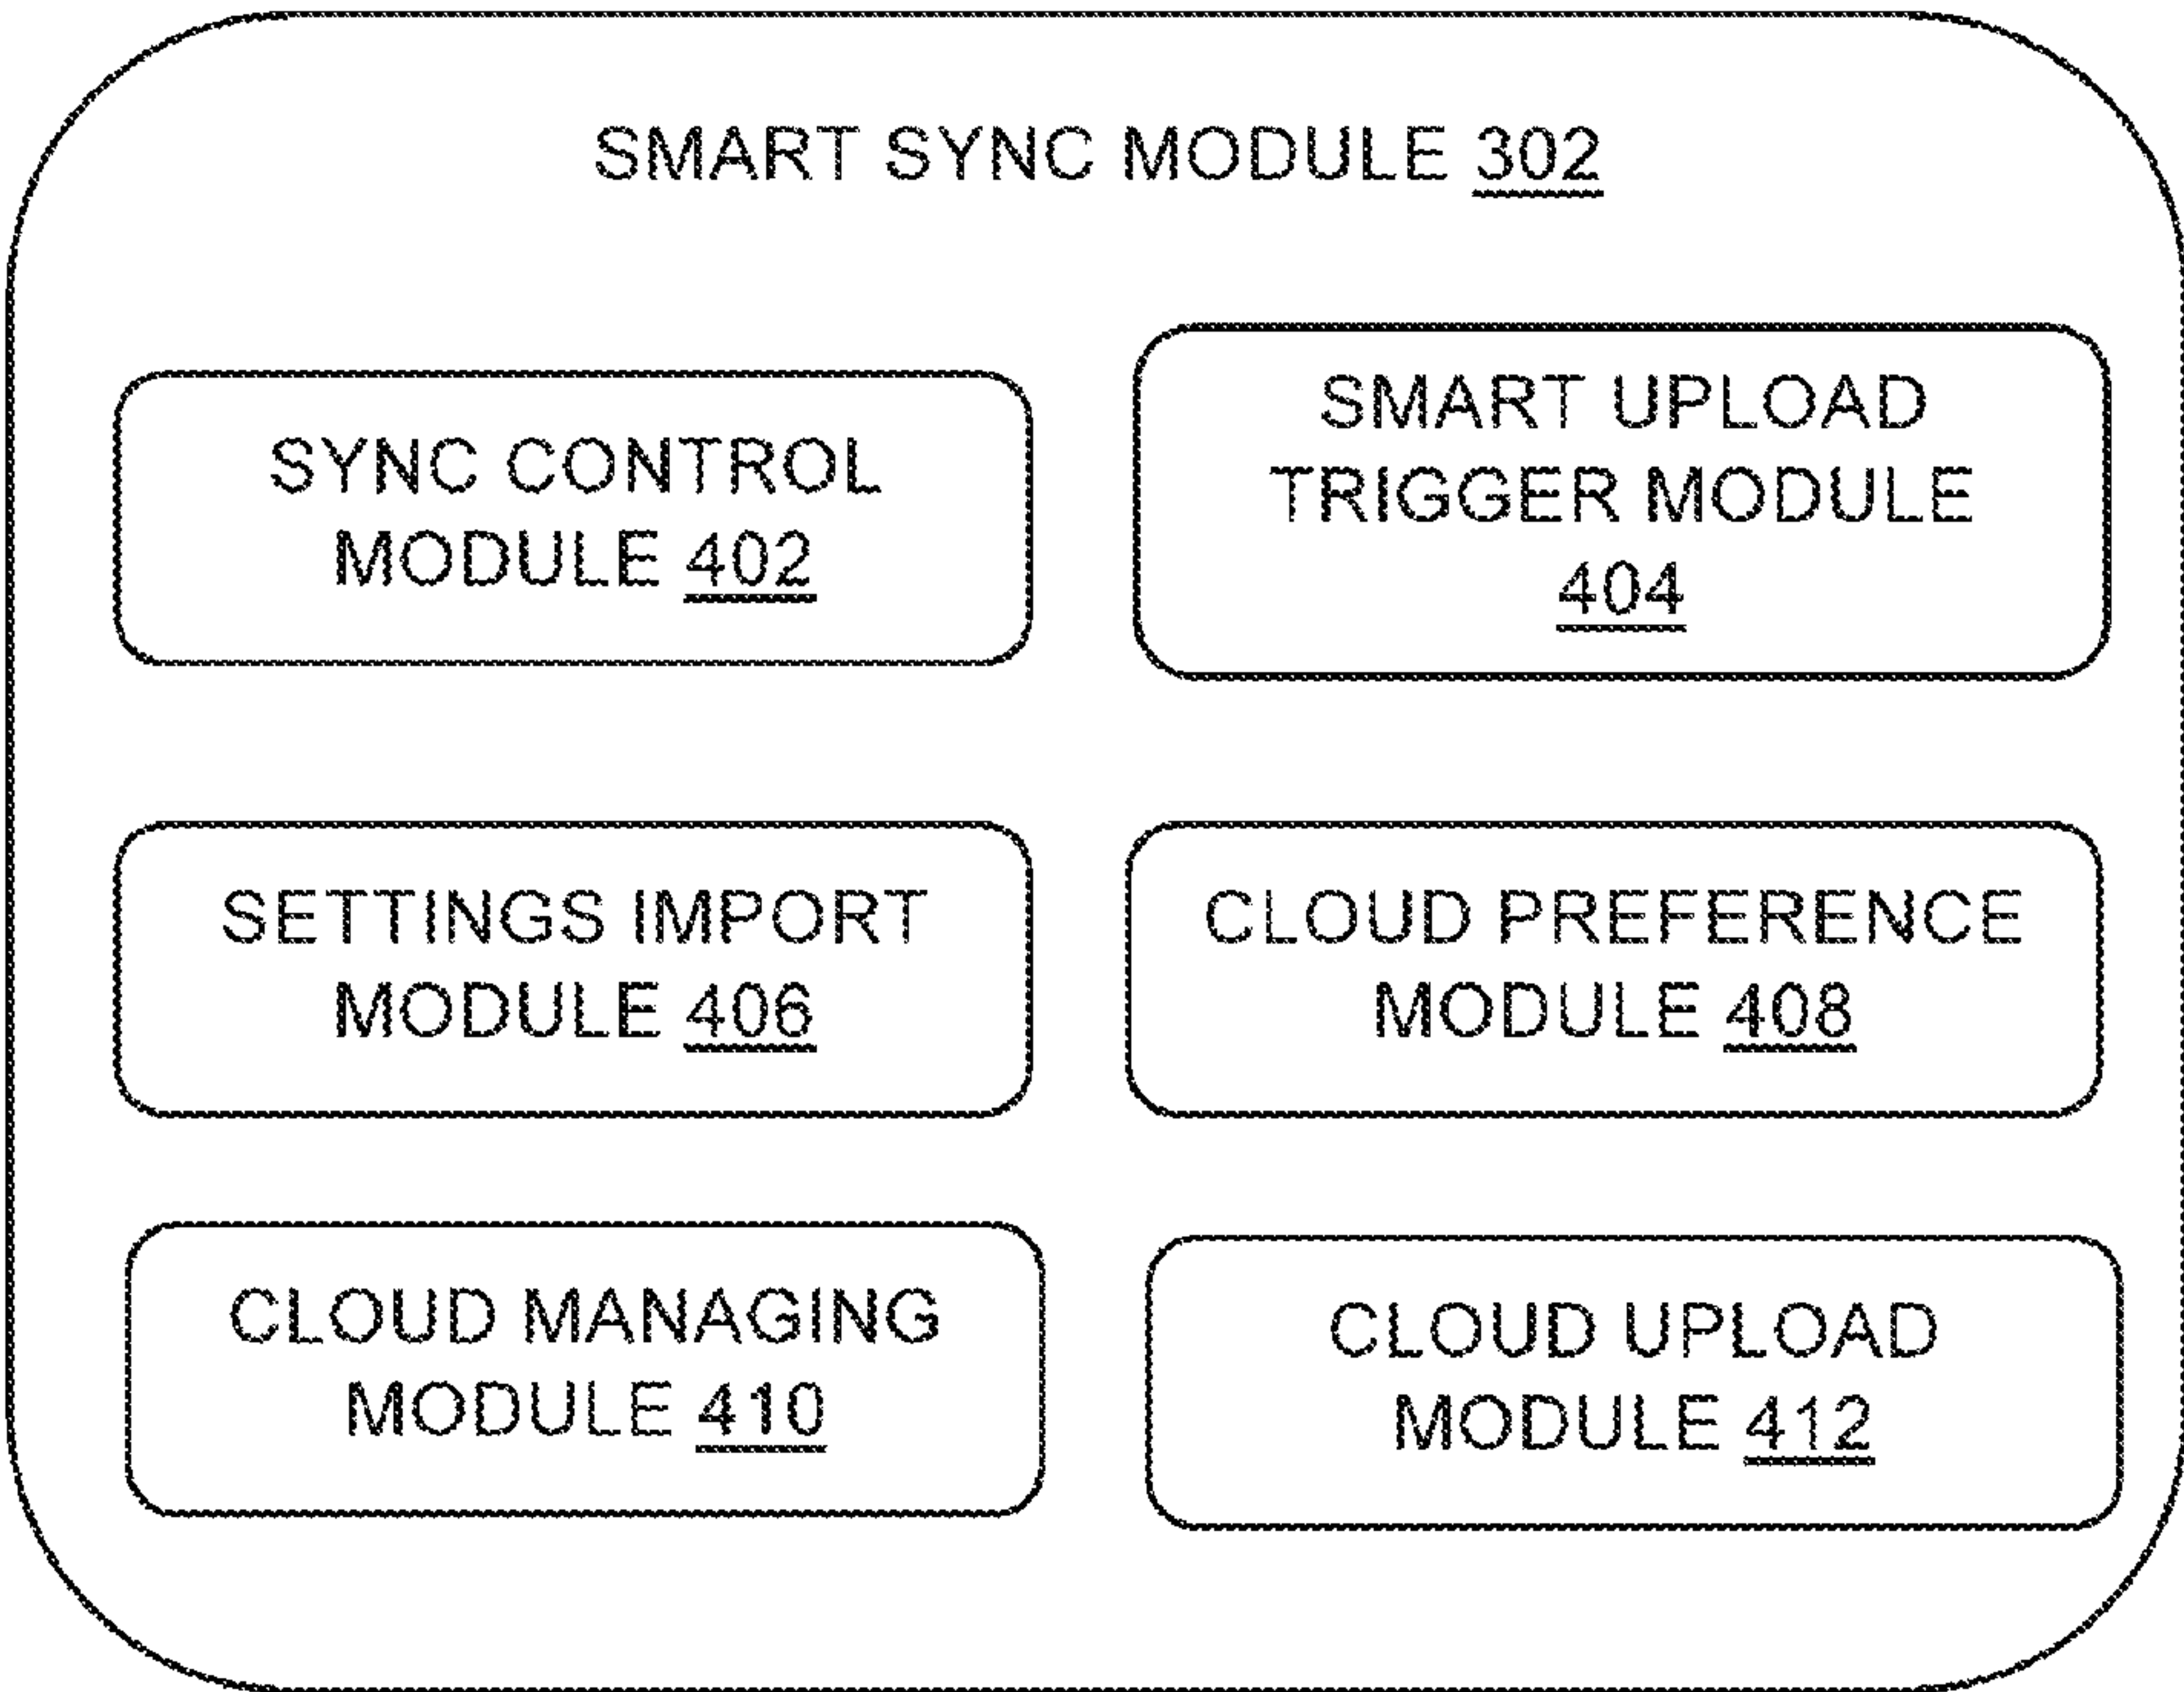 SMART SYNC MODULE 302
SYNC CONTROL
MODULE 402
SMART UPLOAD
TRIGGER MODULE
404
SETTINGS IMPORT
MODULE 406
CLOUD PREFERENCE
MODULE 408
CLOUD MANAGING
MODULE 410
CLOUD UPLOAD
MODULE 412